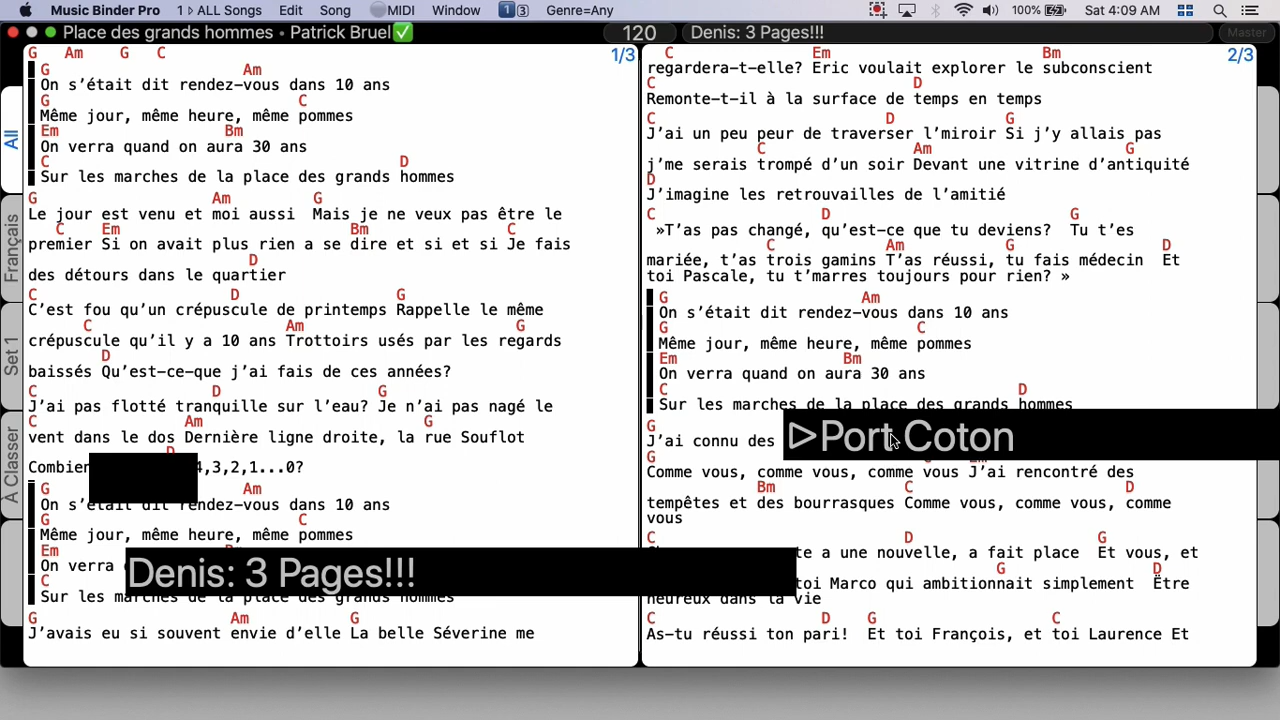 Music Binder Pro 1 ▷ ALL Songs Edit Song MIDI Window 1 3 Genre=Any 100% Sat 4:09 AM
Place des grands hommes • Patrick Bruel✅ 120 Denis: 3 Pages!!! Master
All
Français
Set 1
À Classer
G Am G C 1/3
G Am
On s’était dit rendez-vous dans 10 ans
G C
Même jour, même heure, même pommes
Em Bm
On verra quand on aura 30 ans
C D
Sur les marches de la place des grands hommes
G Am G
Le jour est venu et moi aussi Mais je ne veux pas être le
C Em Bm C
premier Si on avait plus rien a se dire et si et si Je fais
D
des détours dans le quartier
C D G
C’est fou qu’un crépuscule de printemps Rappelle le même
C Am G
crépuscule qu’il y a 10 ans Trottoirs usés par les regards
D
baissés Qu’est-ce-que j’ai fais de ces années?
C D G
J’ai pas flotté tranquille sur l’eau? Je n’ai pas nagé le
C Am G
vent dans le dos Dernière ligne droite, la rue Souflot
D
Combien 4,3,2,1...0?
G Am
On s’était dit rendez-vous dans 10 ans
G C
Même jour, même heure, même pommes
Em
On verra
Denis: 3 Pages!!!
C
Sur les marches de la place des grands hommes
G Am G
J’avais eu si souvent envie d’elle La belle Séverine me
C Em Bm 2/3
regardera-t-elle? Eric voulait explorer le subconscient
C D
Remonte-t-il à la surface de temps en temps
C D G
J’ai un peu peur de traverser l’miroir Si j’y allais pas
C Am G
j’me serais trompé d’un soir Devant une vitrine d’antiquité
D
J’imagine les retrouvailles de l’amitié
C D G
»T’as pas changé, qu’est-ce que tu deviens? Tu t’es
C Am G D
mariée, t’as trois gamins T’as réussi, tu fais médecin Et
toi Pascale, tu t’marres toujours pour rien? »
G Am
On s’était dit rendez-vous dans 10 ans
G C
Même jour, même heure, même pommes
Em Bm
On verra quand on aura 30 ans
C D
Sur les marches de la place des grands hommes
G
J’ai connu des
▷Port Coton
G
Comme vous, comme vous, comme vous J’ai rencontré des
Bm C D
tempêtes et des bourrasques Comme vous, comme vous, comme
vous
C D G
te a une nouvelle, a fait place Et vous, et
G D
toi Marco qui ambitionnait simplement Ëtre
heureux dans la vie
C D G C
As-tu réussi ton pari! Et toi François, et toi Laurence Et